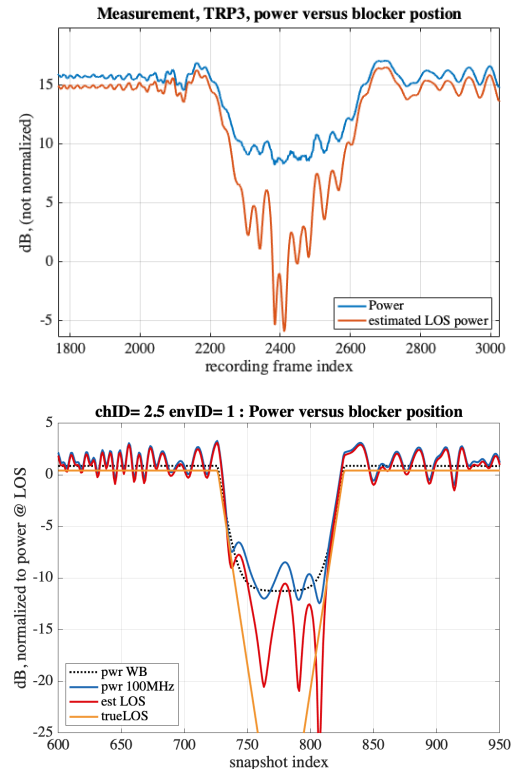 Measurement, TRP3, power versus blocker postion
dB, (not normalized)
15
10
5
0
-5
Power
estimated LOS power
1800 2000 2200 2400 2600 2800 3000
recording frame index
chID= 2.5 envID= 1 : Power versus blocker position
dB, normalized to power @ LOS
5
0
-5
-10
-15
-20
-25
pwr WB
pwr 100MHz
est LOS
trueLOS
600 650 700 750 800 850 900 950
snapshot index